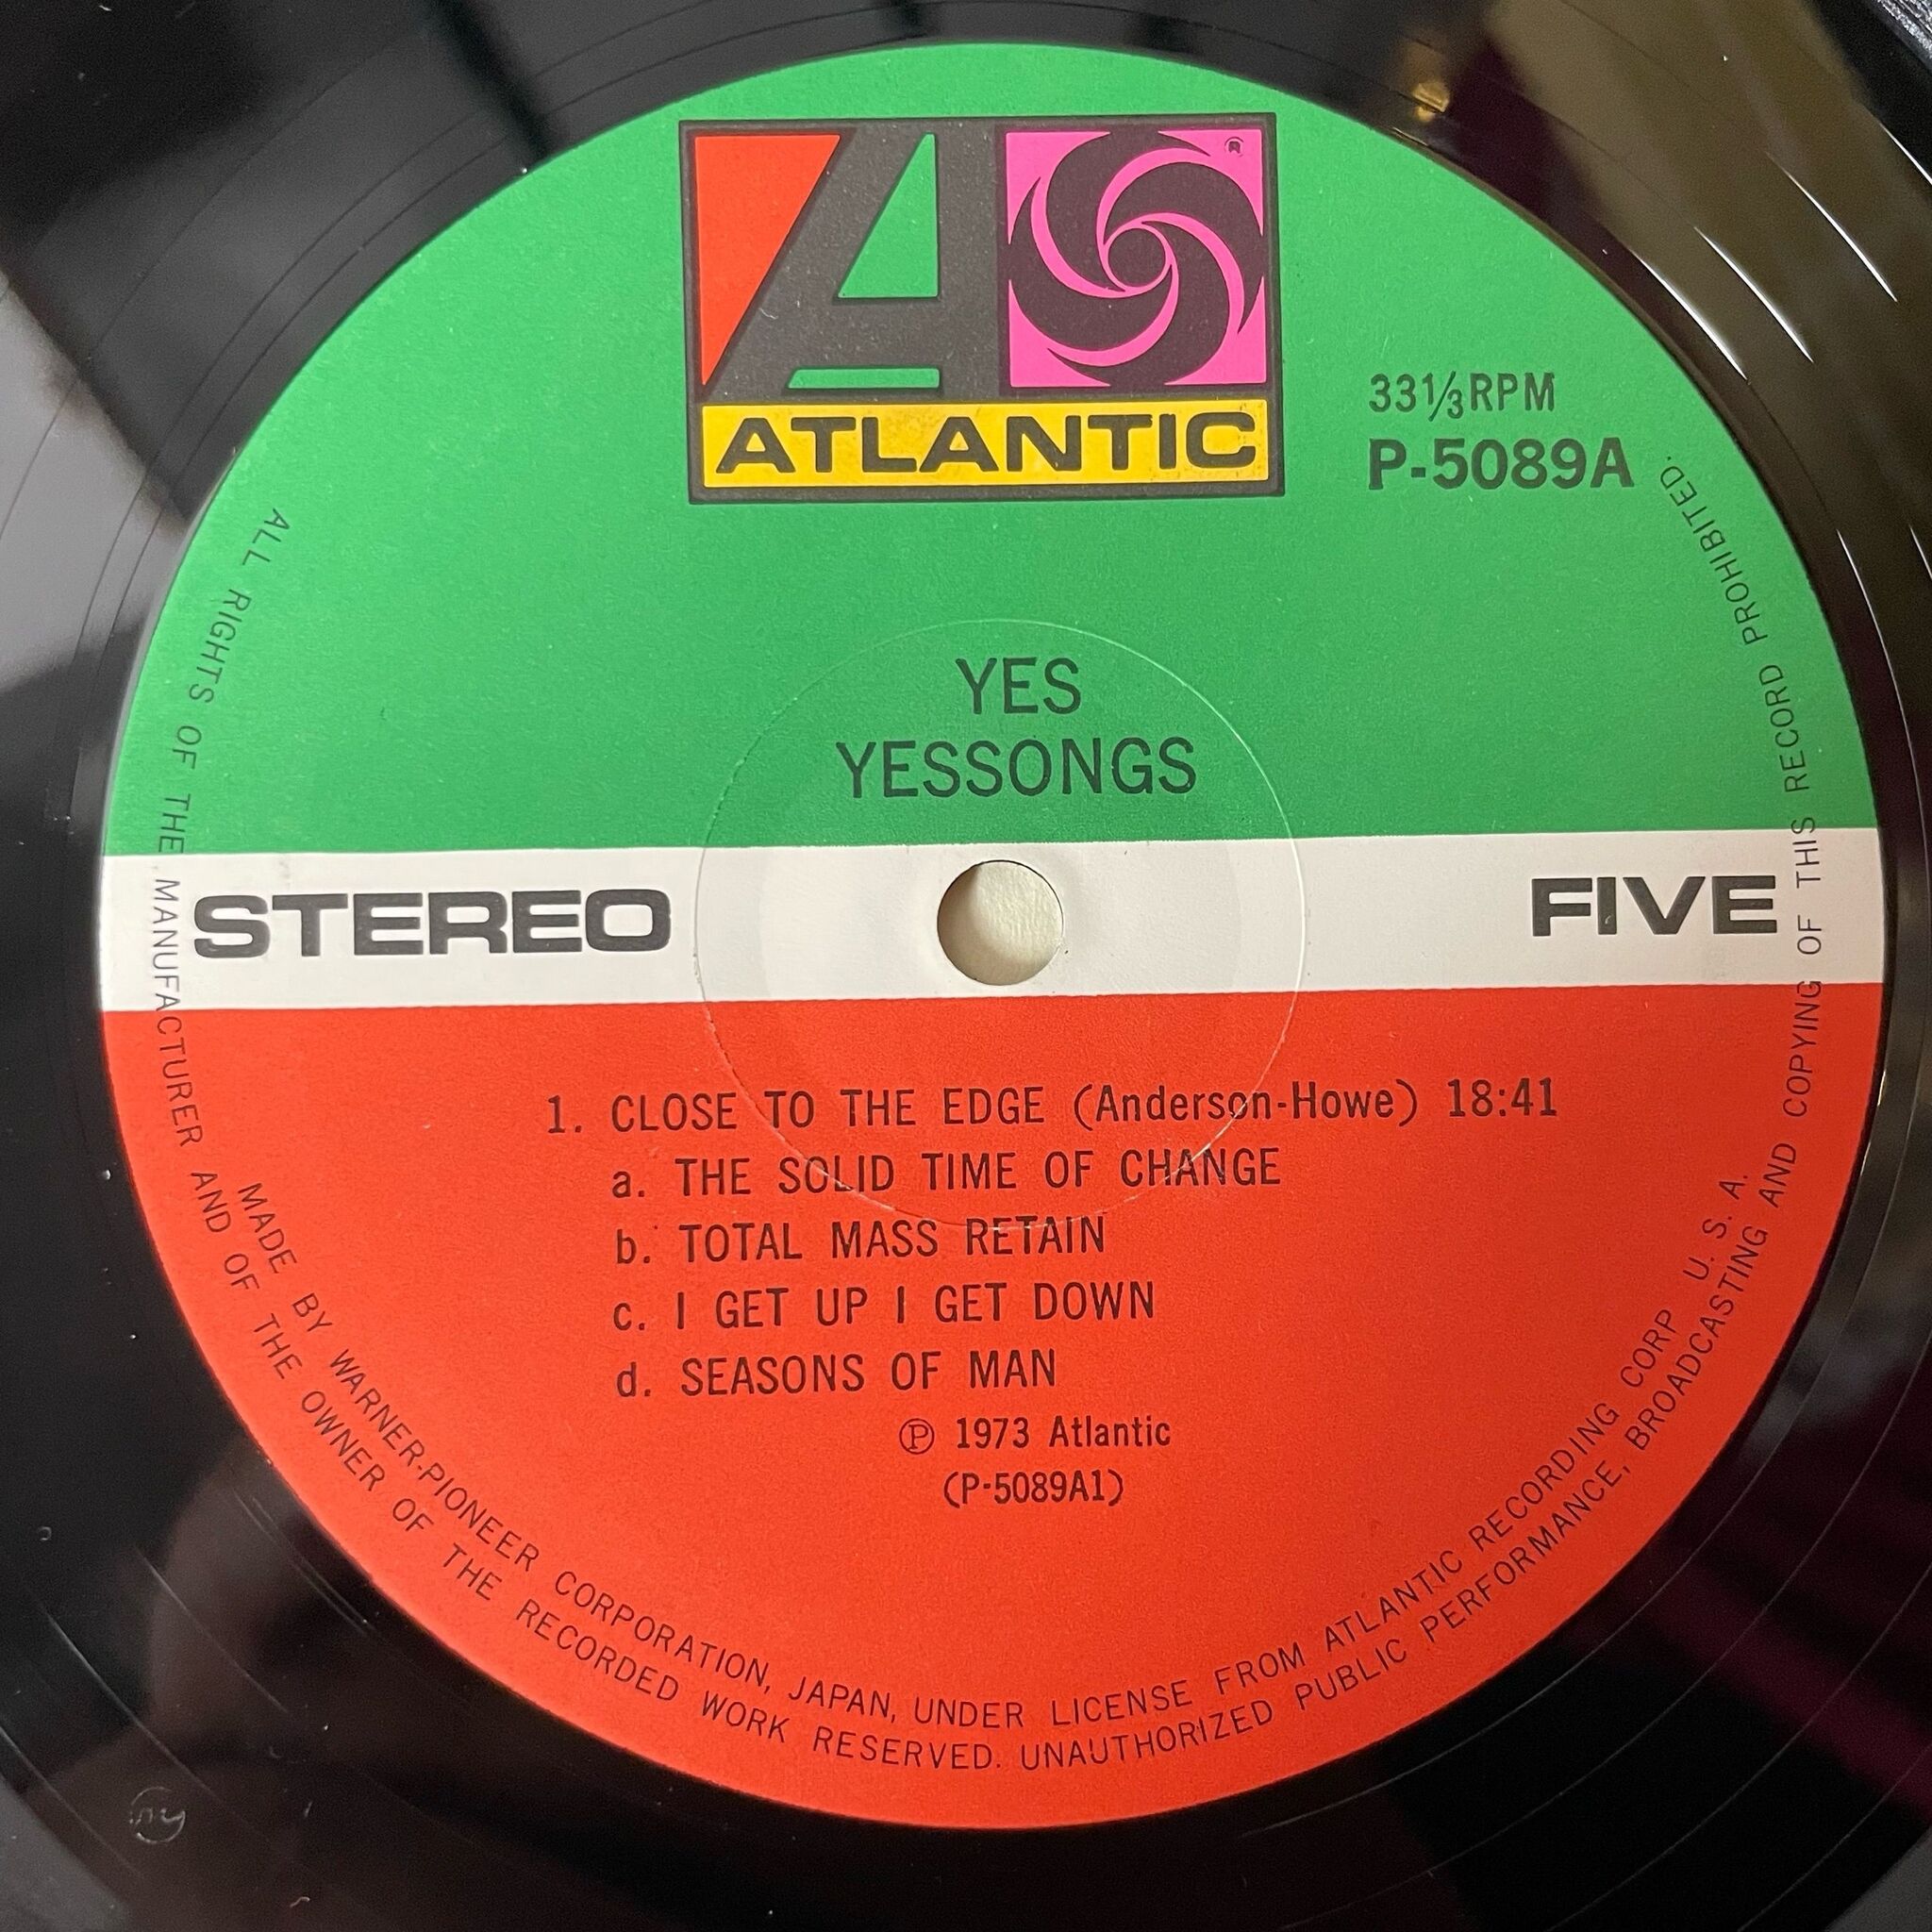 ATLANTIC
®
33⅓RPM
P-5089A
YES
YESSONGS
STEREO
FIVE
1. CLOSE TO THE EDGE (Anderson-Howe) 18:41
a. THE SOLID TIME OF CHANGE
b. TOTAL MASS RETAIN
c. I GET UP I GET DOWN
d. SEASONS OF MAN
℗ 1973 Atlantic
(P-5089A1)
MADE BY WARNER-PIONEER CORPORATION, JAPAN, UNDER LICENSE FROM ATLANTIC RECORDING CORP U. S. A.
ALL RIGHTS OF THE MANUFACTURER AND OF THE OWNER OF THE RECORDED WORK RESERVED. UNAUTHORIZED PUBLIC PERFORMANCE, BROADCASTING AND COPYING OF THIS RECORD PROHIBITED.